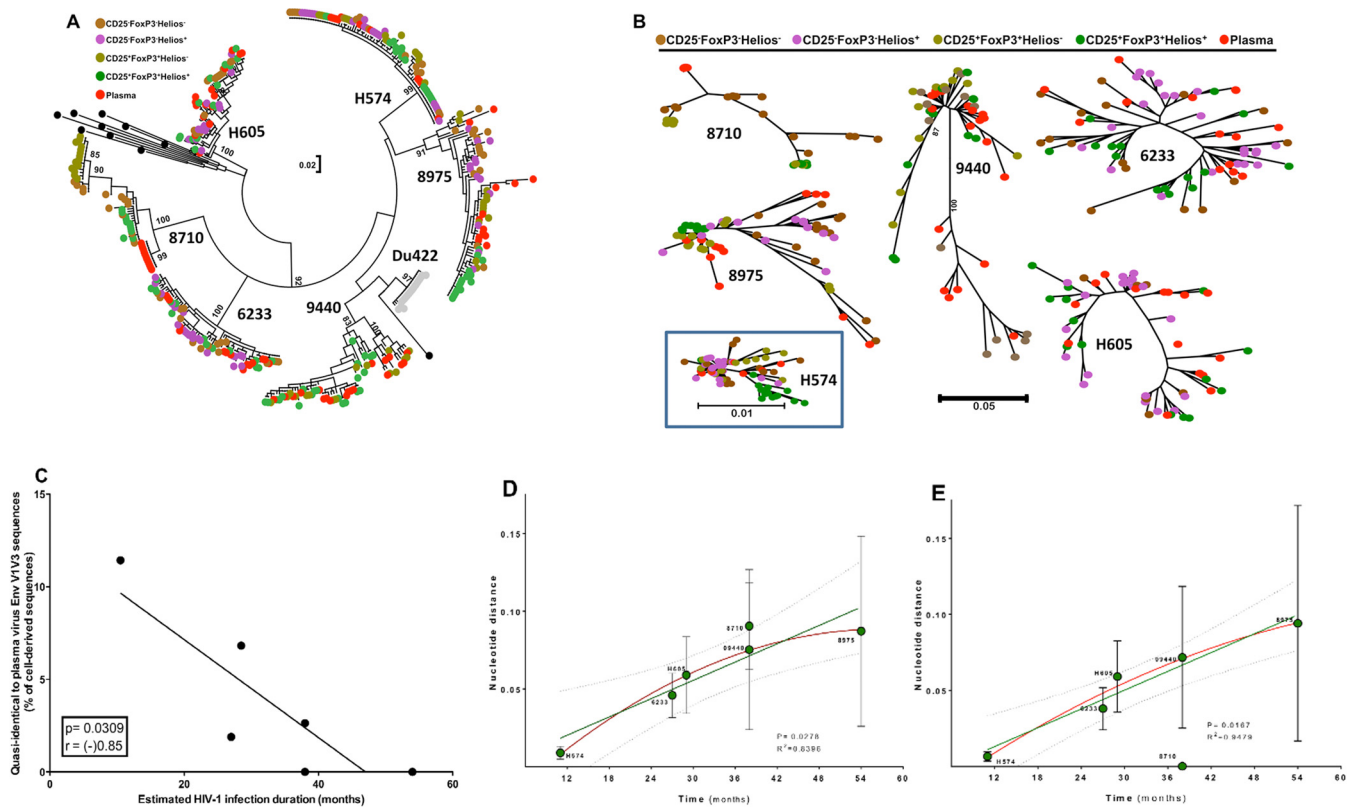 A
CD25⁻FoxP3⁻Helios⁻
CD25⁻FoxP3⁻Helios⁺
CD25⁺FoxP3⁺Helios⁻
CD25⁺FoxP3⁺Helios⁺
Plasma
H574
99
H605
100
0.02
91
8975
85
90
8710
100
99
Du422
97
92
6233
100
9440
83
100
B
CD25⁻FoxP3⁻Helios⁻ CD25⁻FoxP3⁻Helios⁺ CD25⁺FoxP3⁺Helios⁻ CD25⁺FoxP3⁺Helios⁺ Plasma
8710
87
9440
100
6233
8975
H574
0.01
0.05
H605
C
Quasi-identical to plasma virus Env V1V3 sequences
(% of cell-derived sequences)
15
10
5
0
p= 0.0309
r = (-)0.85
0 20 40 60
Estimated HIV-1 infection duration (months)
D
Nucleotide distance
0.15
0.10
0.05
8710
09440
8975
H605
6233
H574
P= 0.0278
R²=0.8396
12 18 24 30 36 42 48 54 60
Time (months)
E
Nucleotide distance
0.15
0.10
0.05
8975
H605
6233
H574
8710
P= 0.0167
R²=0.9479
12 18 24 30 36 42 48 54 60
Time (months)